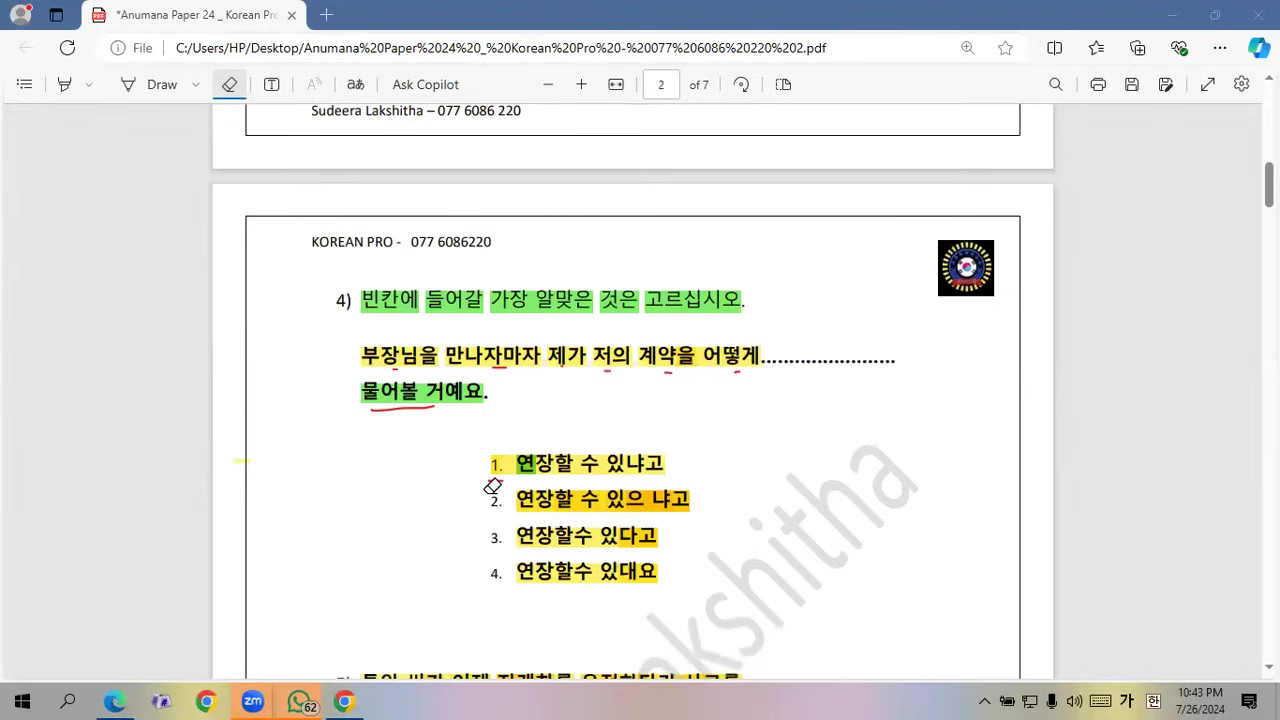 *Anumana Paper 24 _ Korean Pro
File C:/Users/HP/Desktop/Anumana%20Paper%2024%20_%20Korean%20Pro%20-%20077%206086%20220%202.pdf
Draw Ask Copilot 2 of 7
Sudeera Lakshitha – 077 6086 220
KOREAN PRO - 077 6086220
4) 빈칸에 들어갈 가장 알맞은 것은 고르십시오.
부장님을 만나자마자 제가 저의 계약을 어떻게........................
물어볼 거예요.
1. 연장할 수 있냐고
2. 연장할 수 있으 냐고
3. 연장할수 있다고
4. 연장할수 있대요
akshitha
62
가 한
10:43 PM
7/26/2024